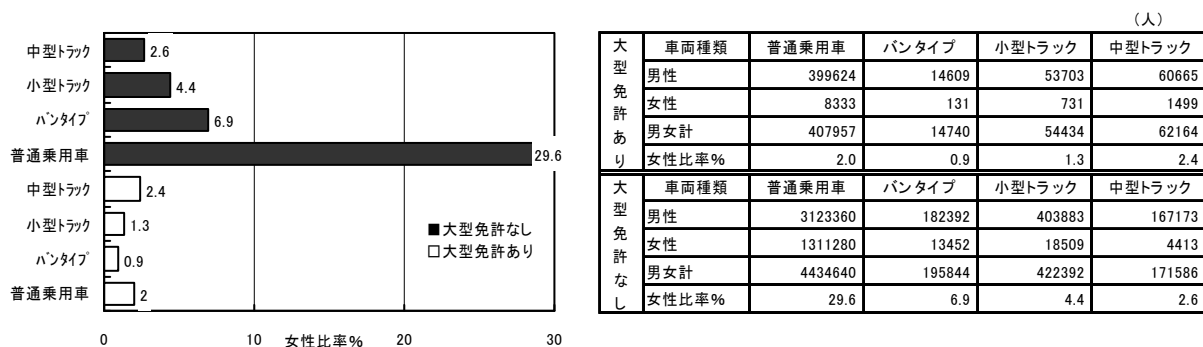 中型トラック 2.6
小型トラック 4.4
バンタイプ 6.9
普通乗用車 29.6
中型トラック 2.4
小型トラック 1.3
バンタイプ 0.9
普通乗用車 2
■大型免許なし
□大型免許あり
0 10 20 30
女性比率%
(人)
大型免許あり
車両種類 普通乗用車 バンタイプ 小型トラック 中型トラック
男性 399624 14609 53703 60665
女性 8333 131 731 1499
男女計 407957 14740 54434 62164
女性比率% 2.0 0.9 1.3 2.4
大型免許なし
車両種類 普通乗用車 バンタイプ 小型トラック 中型トラック
男性 3123360 182392 403883 167173
女性 1311280 13452 18509 4413
男女計 4434640 195844 422392 171586
女性比率% 29.6 6.9 4.4 2.6